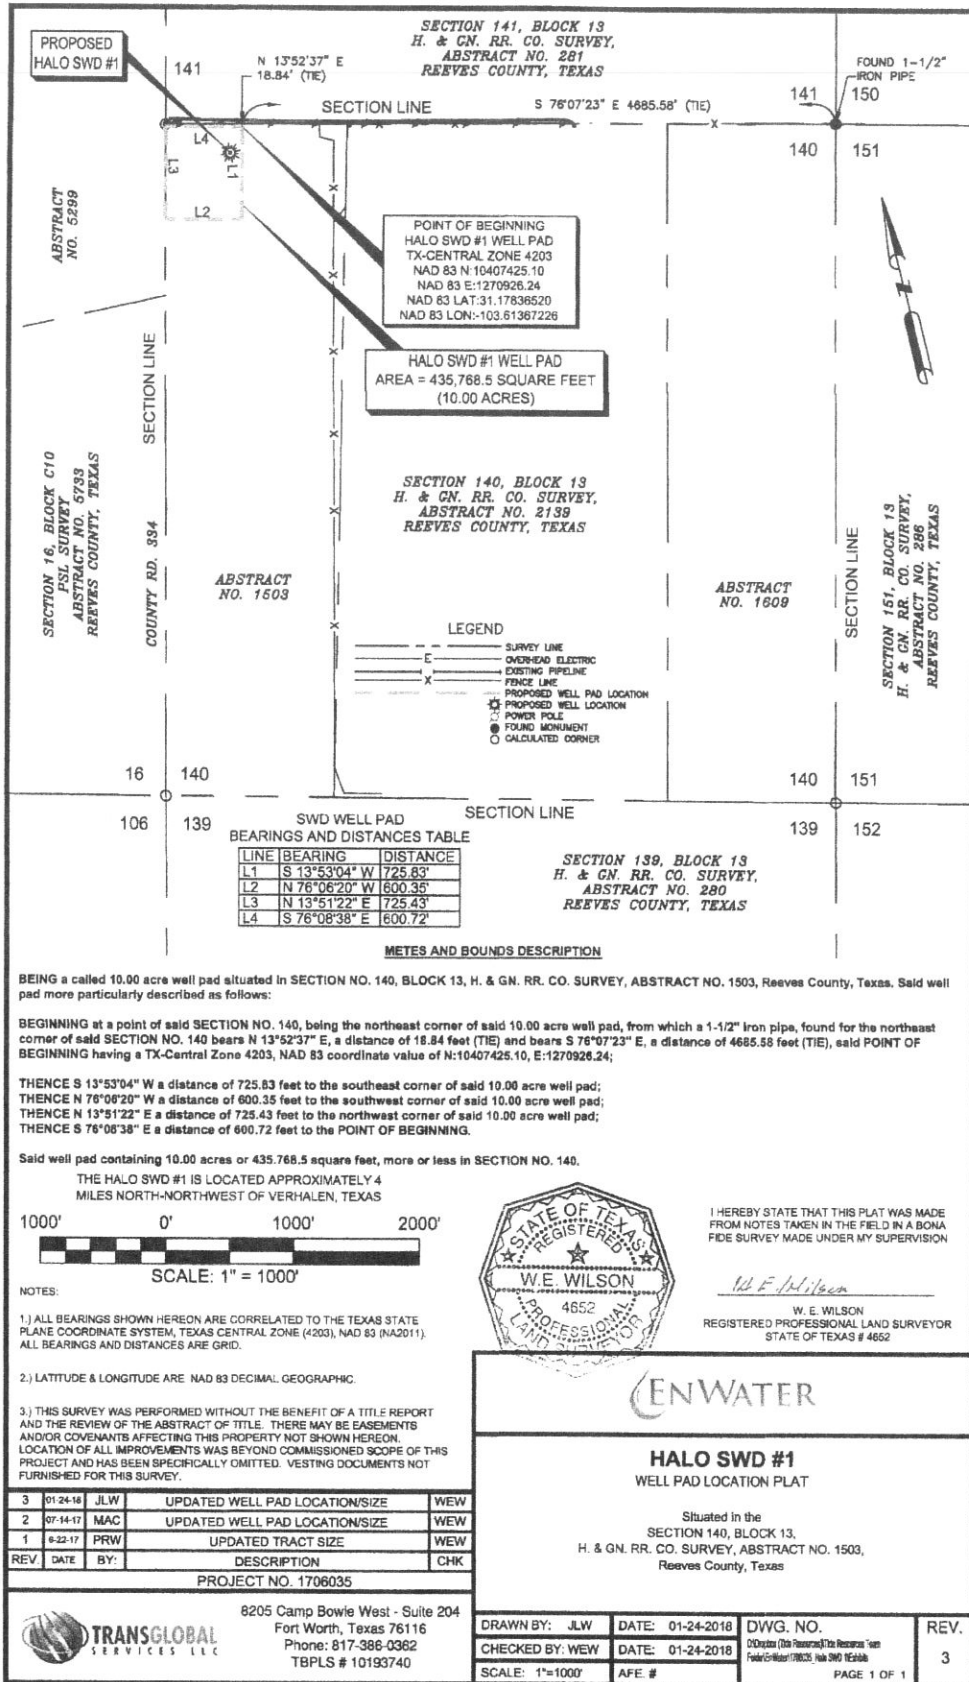 SECTION 141, BLOCK 13
H. & GN. RR. CO. SURVEY,
ABSTRACT NO. 281
REEVES COUNTY, TEXAS
PROPOSED
HALO SWD #1
141
N 13°52'37" E
18.84' (TIE)
FOUND 1-1/2"
IRON PIPE
SECTION LINE
S 76°07'23" E 4685.58' (TIE)
141
150
140
151
L4
L3
L1
L2
ABSTRACT
NO. 5299
POINT OF BEGINNING
HALO SWD #1 WELL PAD
TX-CENTRAL ZONE 4203
NAD 83 N:10407425.10
NAD 83 E:1270926.24
NAD 83 LAT:31.17836520
NAD 83 LON:-103.61367226
HALO SWD #1 WELL PAD
AREA = 435,768.5 SQUARE FEET
(10.00 ACRES)
SECTION LINE
SECTION 16, BLOCK C10
PSL SURVEY
ABSTRACT NO. 5733
REEVES COUNTY, TEXAS
COUNTY RD. 334
SECTION 140, BLOCK 13
H. & GN. RR. CO. SURVEY,
ABSTRACT NO. 2139
REEVES COUNTY, TEXAS
ABSTRACT
NO. 1503
ABSTRACT
NO. 1609
SECTION LINE
SECTION 151, BLOCK 13
H. & GN. RR. CO. SURVEY,
ABSTRACT NO. 286
REEVES COUNTY, TEXAS
LEGEND
SURVEY LINE
E OVERHEAD ELECTRIC
EXISTING PIPELINE
X FENCE LINE
PROPOSED WELL PAD LOCATION
PROPOSED WELL LOCATION
POWER POLE
FOUND MONUMENT
CALCULATED CORNER
16
140
106
139
140
151
139
152
SECTION LINE
SWD WELL PAD
BEARINGS AND DISTANCES TABLE
LINE BEARING DISTANCE
L1 S 13°53'04" W 725.83'
L2 N 76°06'20" W 600.35'
L3 N 13°51'22" E 725.43'
L4 S 76°08'38" E 600.72'
SECTION 139, BLOCK 13
H. & GN. RR. CO. SURVEY,
ABSTRACT NO. 280
REEVES COUNTY, TEXAS
METES AND BOUNDS DESCRIPTION
BEING a called 10.00 acre well pad situated in SECTION NO. 140, BLOCK 13, H. & GN. RR. CO. SURVEY, ABSTRACT NO. 1503, Reeves County, Texas. Said well
pad more particularly described as follows:
BEGINNING at a point of said SECTION NO. 140, being the northeast corner of said 10.00 acre well pad, from which a 1-1/2" iron pipe, found for the northeast
corner of said SECTION NO. 140 bears N 13°52'37" E, a distance of 18.84 feet (TIE) and bears S 76°07'23" E, a distance of 4685.58 feet (TIE), said POINT OF
BEGINNING having a TX-Central Zone 4203, NAD 83 coordinate value of N:10407425.10, E:1270926.24;
THENCE S 13°53'04" W a distance of 725.83 feet to the southeast corner of said 10.00 acre well pad;
THENCE N 76°06'20" W a distance of 600.35 feet to the southwest corner of said 10.00 acre well pad;
THENCE N 13°51'22" E a distance of 725.43 feet to the northwest corner of said 10.00 acre well pad;
THENCE S 76°08'38" E a distance of 600.72 feet to the POINT OF BEGINNING.
Said well pad containing 10.00 acres or 435.768.5 square feet, more or less in SECTION NO. 140.
THE HALO SWD #1 IS LOCATED APPROXIMATELY 4
MILES NORTH-NORTHWEST OF VERHALEN, TEXAS
1000' 0' 1000' 2000'
SCALE: 1" = 1000'
NOTES:
1.) ALL BEARINGS SHOWN HEREON ARE CORRELATED TO THE TEXAS STATE
PLANE COORDINATE SYSTEM, TEXAS CENTRAL ZONE (4203), NAD 83 (NA2011).
ALL BEARINGS AND DISTANCES ARE GRID.
2.) LATITUDE & LONGITUDE ARE NAD 83 DECIMAL GEOGRAPHIC.
3.) THIS SURVEY WAS PERFORMED WITHOUT THE BENEFIT OF A TITLE REPORT
AND THE REVIEW OF THE ABSTRACT OF TITLE. THERE MAY BE EASEMENTS
AND/OR COVENANTS AFFECTING THIS PROPERTY NOT SHOWN HEREON.
LOCATION OF ALL IMPROVEMENTS WAS BEYOND COMMISSIONED SCOPE OF THIS
PROJECT AND HAS BEEN SPECIFICALLY OMITTED. VESTING DOCUMENTS NOT
FURNISHED FOR THIS SURVEY.
STATE OF TEXAS
REGISTERED
W.E. WILSON
4652
PROFESSIONAL
LAND SURVEYOR
I HEREBY STATE THAT THIS PLAT WAS MADE
FROM NOTES TAKEN IN THE FIELD IN A BONA
FIDE SURVEY MADE UNDER MY SUPERVISION
W E Wilson
W. E. WILSON
REGISTERED PROFESSIONAL LAND SURVEYOR
STATE OF TEXAS # 4652
ENWATER
HALO SWD #1
WELL PAD LOCATION PLAT
Situated in the
SECTION 140, BLOCK 13,
H. & GN. RR. CO. SURVEY, ABSTRACT NO. 1503,
Reeves County, Texas
3 01-24-18 JLW UPDATED WELL PAD LOCATION/SIZE WEW
2 07-14-17 MAC UPDATED WELL PAD LOCATION/SIZE WEW
1 6-22-17 PRW UPDATED TRACT SIZE WEW
REV. DATE BY: DESCRIPTION CHK
PROJECT NO. 1706035
TRANSGLOBAL
SERVICES LLC
8205 Camp Bowie West - Suite 204
Fort Worth, Texas 76116
Phone: 817-386-0362
TBPLS # 10193740
DRAWN BY: JLW DATE: 01-24-2018 DWG. NO. REV.
CHECKED BY: WEW DATE: 01-24-2018 3
SCALE: 1"=1000' AFE. # PAGE 1 OF 1